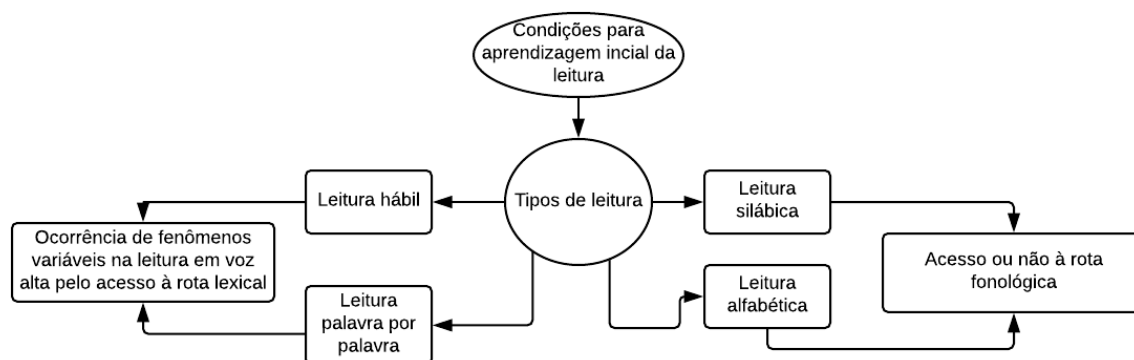 Condições para
aprendizagem incial da
leitura
Tipos de leitura
Leitura hábil
Leitura
silábica
Ocorrência de fenômenos
variáveis na leitura em voz
alta pelo acesso à rota lexical
Acesso ou não à rota
fonológica
Leitura
palavra por
palavra
Leitura
alfabética